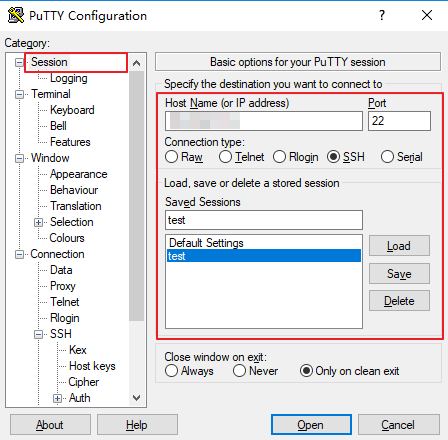 PuTTY Configuration
Category:
Session
Logging
Terminal
Keyboard
Bell
Features
Window
Appearance
Behaviour
Translation
Selection
Colours
Connection
Data
Proxy
Telnet
Rlogin
SSH
Kex
Host keys
Cipher
Auth
Basic options for your PuTTY session
Specify the destination you want to connect to
Host Name (or IP address) Port
22
Connection type:
Raw Telnet Rlogin SSH Serial
Load, save or delete a stored session
Saved Sessions
test
Default Settings
test
Load
Save
Delete
Close window on exit:
Always Never Only on clean exit
About Help Open Cancel